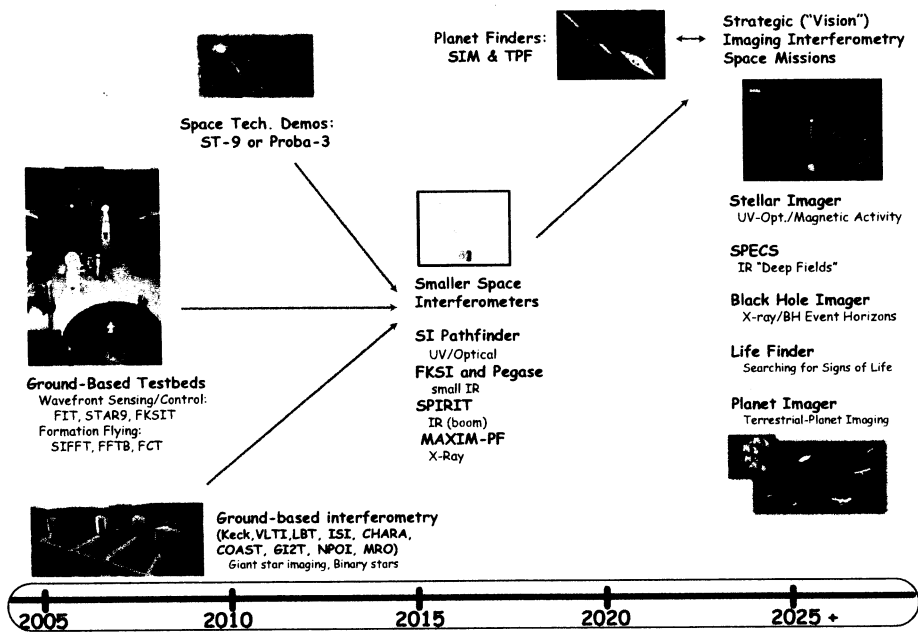 Planet Finders:
SIM & TPF
Strategic ("Vision")
Imaging Interferometry
Space Missions
Space Tech. Demos:
ST-9 or Proba-3
Ground-Based Testbeds
Wavefront Sensing/Control:
FIT, STAR9, FKSIT
Formation Flying:
SIFFT, FFTB, FCT
Ground-based interferometry
(Keck,VLTI,LBT, ISI, CHARA,
COAST, GI2T, NPOI, MRO)
Giant star imaging, Binary stars
Smaller Space
Interferometers
SI Pathfinder
UV/Optical
FKSI and Pegase
small IR
SPIRIT
IR (boom)
MAXIM-PF
X-Ray
Stellar Imager
UV-Opt./Magnetic Activity
SPECS
IR "Deep Fields"
Black Hole Imager
X-ray/BH Event Horizons
Life Finder
Searching for Signs of Life
Planet Imager
Terrestrial-Planet Imaging
2005 2010 2015 2020 2025 +